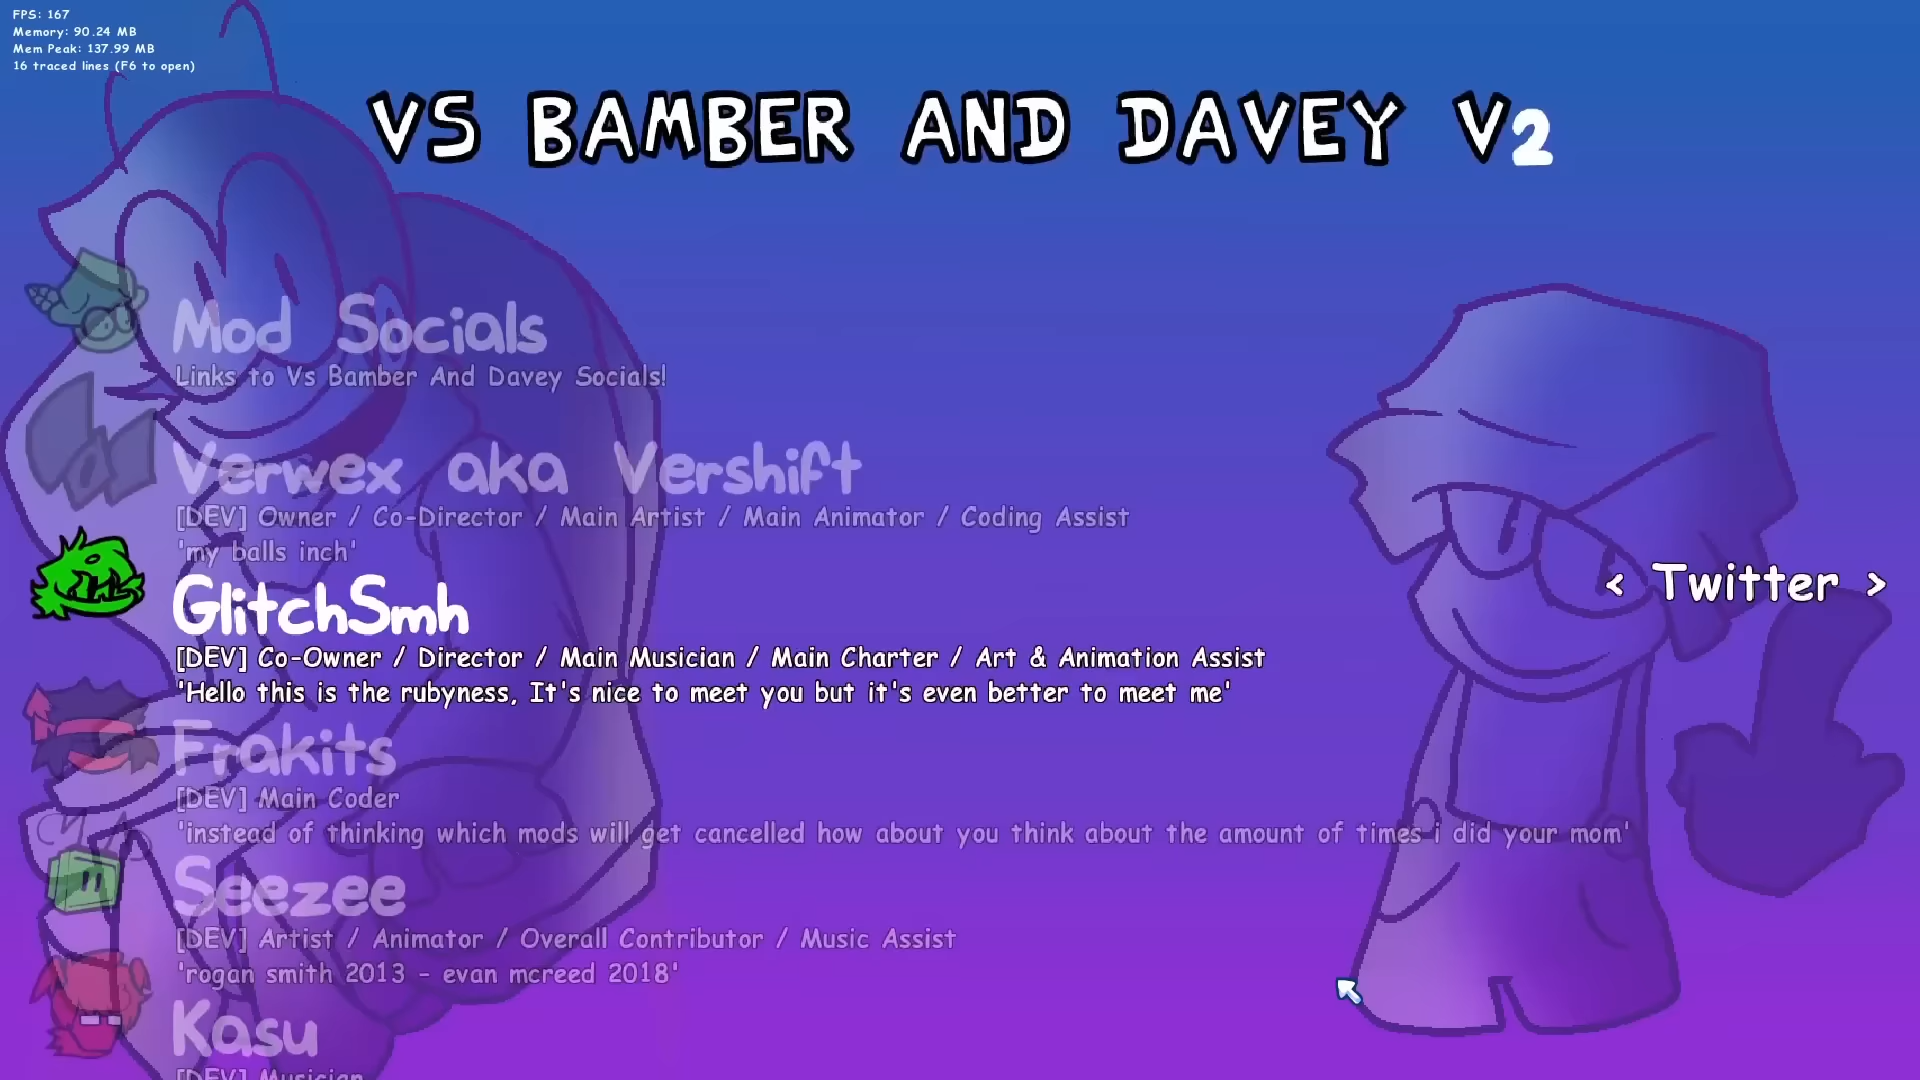 FPS: 167
Memory: 90.24 MB
Mem Peak: 137.99 MB
16 traced lines (F6 to open)
VS BAMBER AND DAVEY V2
Mod Socials
Links to Vs Bamber And Davey Socials!
Verwex aka Vershift
[DEV] Owner / Co-Director / Main Artist / Main Animator / Coding Assist
'my balls inch'
GlitchSmh
[DEV] Co-Owner / Director / Main Musician / Main Charter / Art & Animation Assist
'Hello this is the rubyness, It's nice to meet you but it's even better to meet me'
< Twitter >
Frakits
[DEV] Main Coder
'instead of thinking which mods will get cancelled how about you think about the amount of times i did your mom'
Seezee
[DEV] Artist / Animator / Overall Contributor / Music Assist
'rogan smith 2013 - evan mcreed 2018'
Kasu
[DEV] Musician